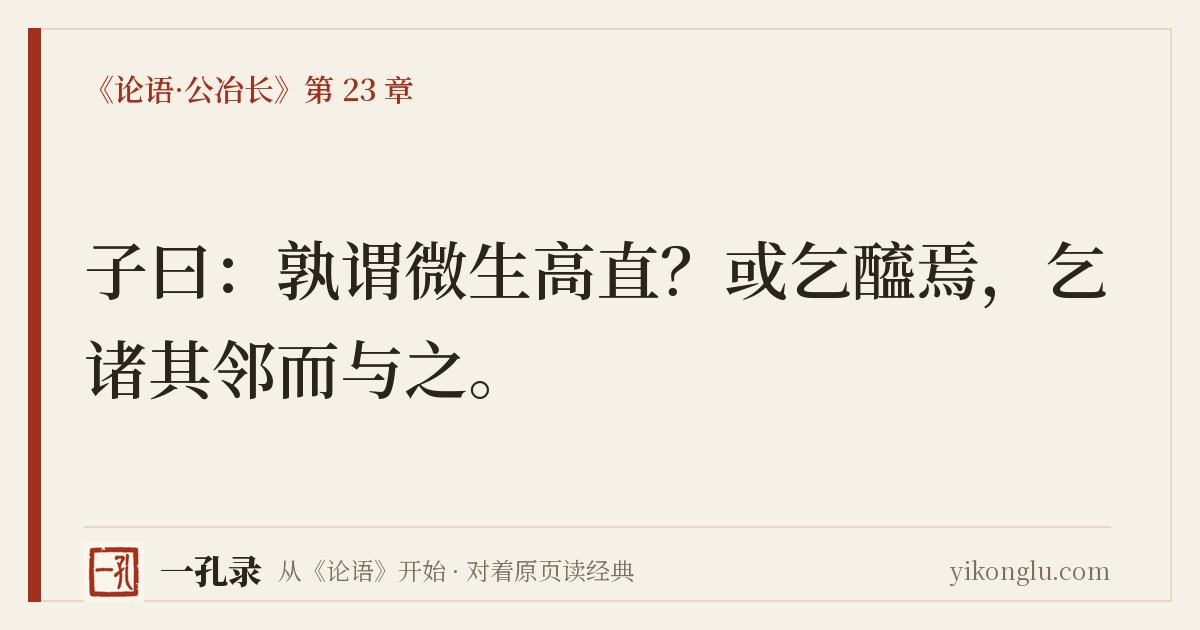 《论语·公冶长》第 23 章
子曰：孰谓微生高直？或乞醯焉，乞
诸其邻而与之。
一孔
一孔录 从《论语》开始 · 对着原页读经典 yikonglu.com